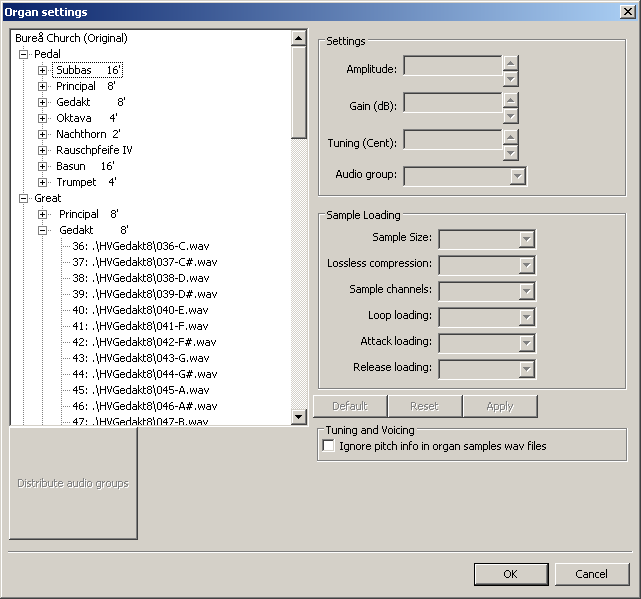 Organ settings
Bureå Church (Original)
Pedal
Subbas 16'
Principal 8'
Gedakt 8'
Oktava 4'
Nachthorn 2'
Rauschpfeife IV
Basun 16'
Trumpet 4'
Great
Principal 8'
Gedakt 8'
36: .\HVGedakt8\036-C.wav
37: .\HVGedakt8\037-C#.wav
38: .\HVGedakt8\038-D.wav
39: .\HVGedakt8\039-D#.wav
40: .\HVGedakt8\040-E.wav
41: .\HVGedakt8\041-F.wav
42: .\HVGedakt8\042-F#.wav
43: .\HVGedakt8\043-G.wav
44: .\HVGedakt8\044-G#.wav
45: .\HVGedakt8\045-A.wav
46: .\HVGedakt8\046-A#.wav
47: .\HVGedakt8\047-B.wav
Distribute audio groups
Settings
Amplitude:
Gain (dB):
Tuning (Cent):
Audio group:
Sample Loading
Sample Size:
Lossless compression:
Sample channels:
Loop loading:
Attack loading:
Release loading:
Default Reset Apply
Tuning and Voicing
Ignore pitch info in organ samples wav files
OK Cancel